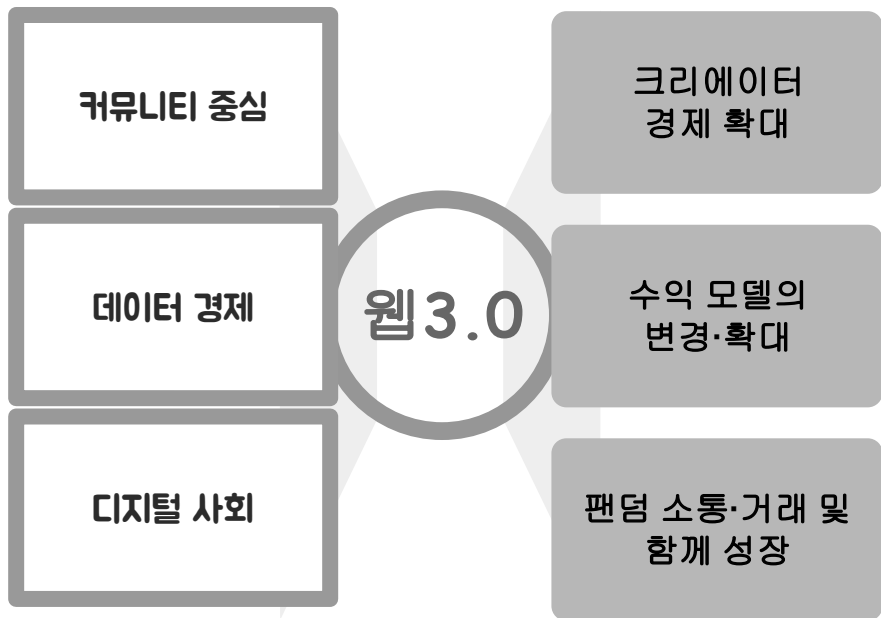 커뮤니티 중심
데이터 경제
디지털 사회
웹3.0
크리에이터
경제 확대
수익 모델의
변경·확대
팬덤 소통·거래 및
함께 성장